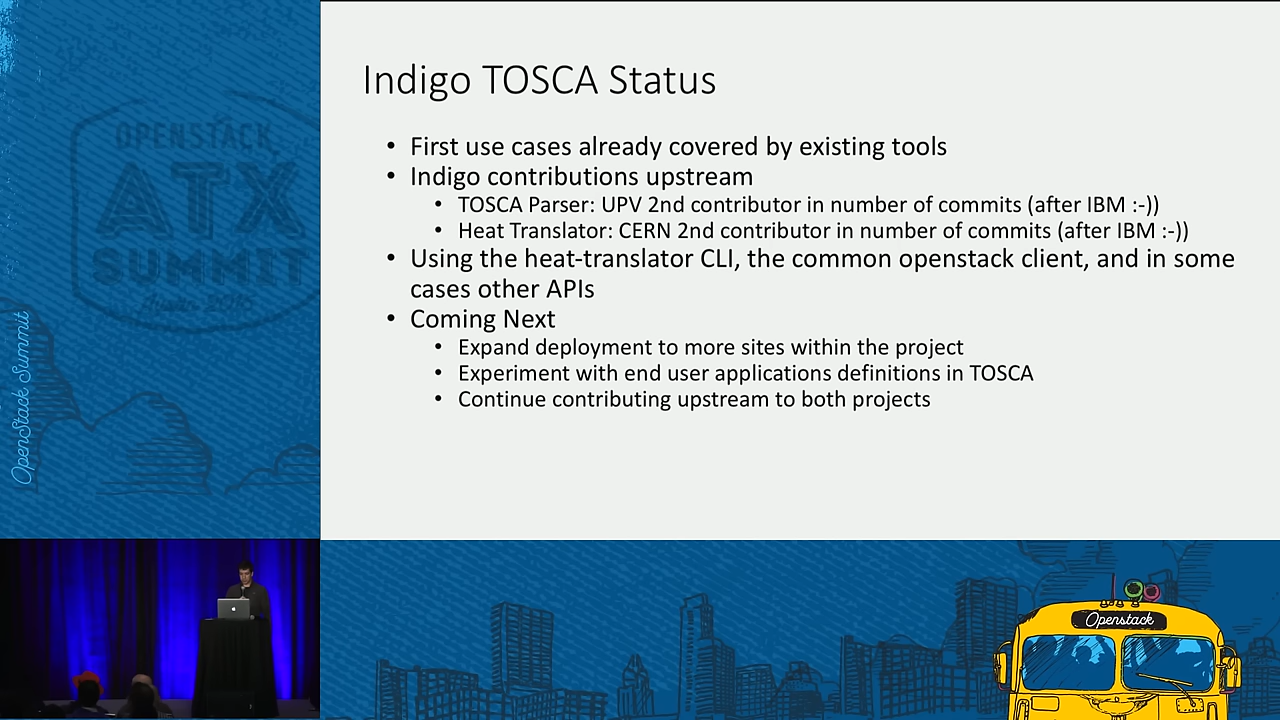 Indigo TOSCA Status
• First use cases already covered by existing tools
• Indigo contributions upstream
• TOSCA Parser: UPV 2nd contributor in number of commits (after IBM :-))
• Heat Translator: CERN 2nd contributor in number of commits (after IBM :-))
• Using the heat-translator CLI, the common openstack client, and in some
cases other APIs
• Coming Next
• Expand deployment to more sites within the project
• Experiment with end user applications definitions in TOSCA
• Continue contributing upstream to both projects
OPENSTACK
ATX
SUMMIT
OpenStack Summit
Openstack